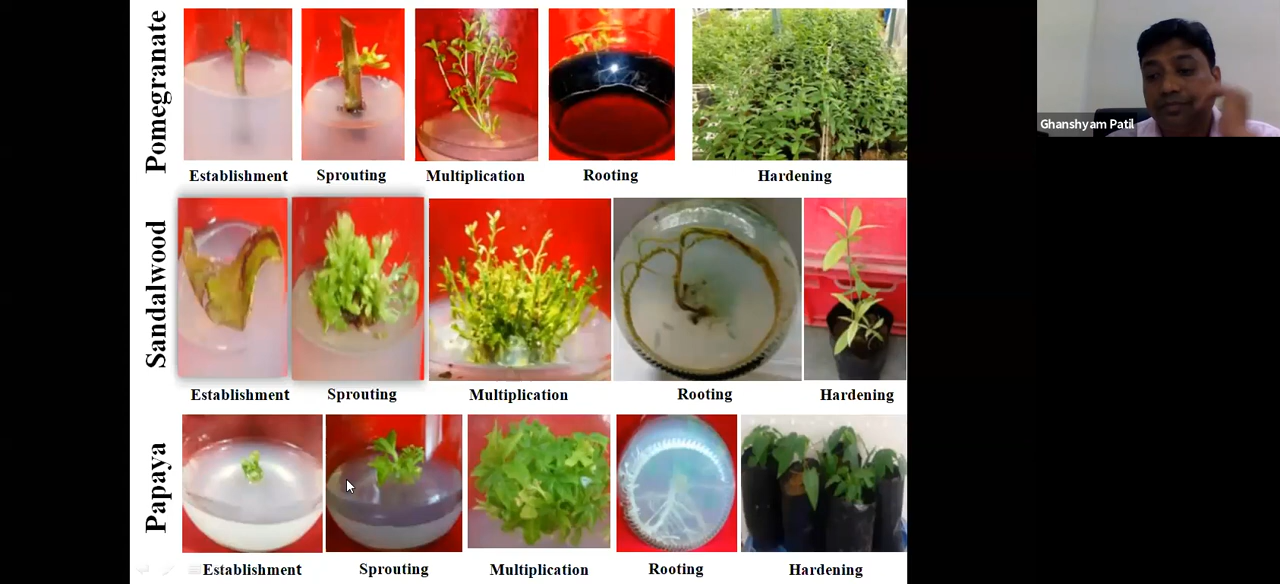 Pomegranate
Establishment Sprouting Multiplication Rooting Hardening
Ghanshyam Patil
Sandalwood
Establishment Sprouting Multiplication Rooting Hardening
Papaya
Establishment Sprouting Multiplication Rooting Hardening